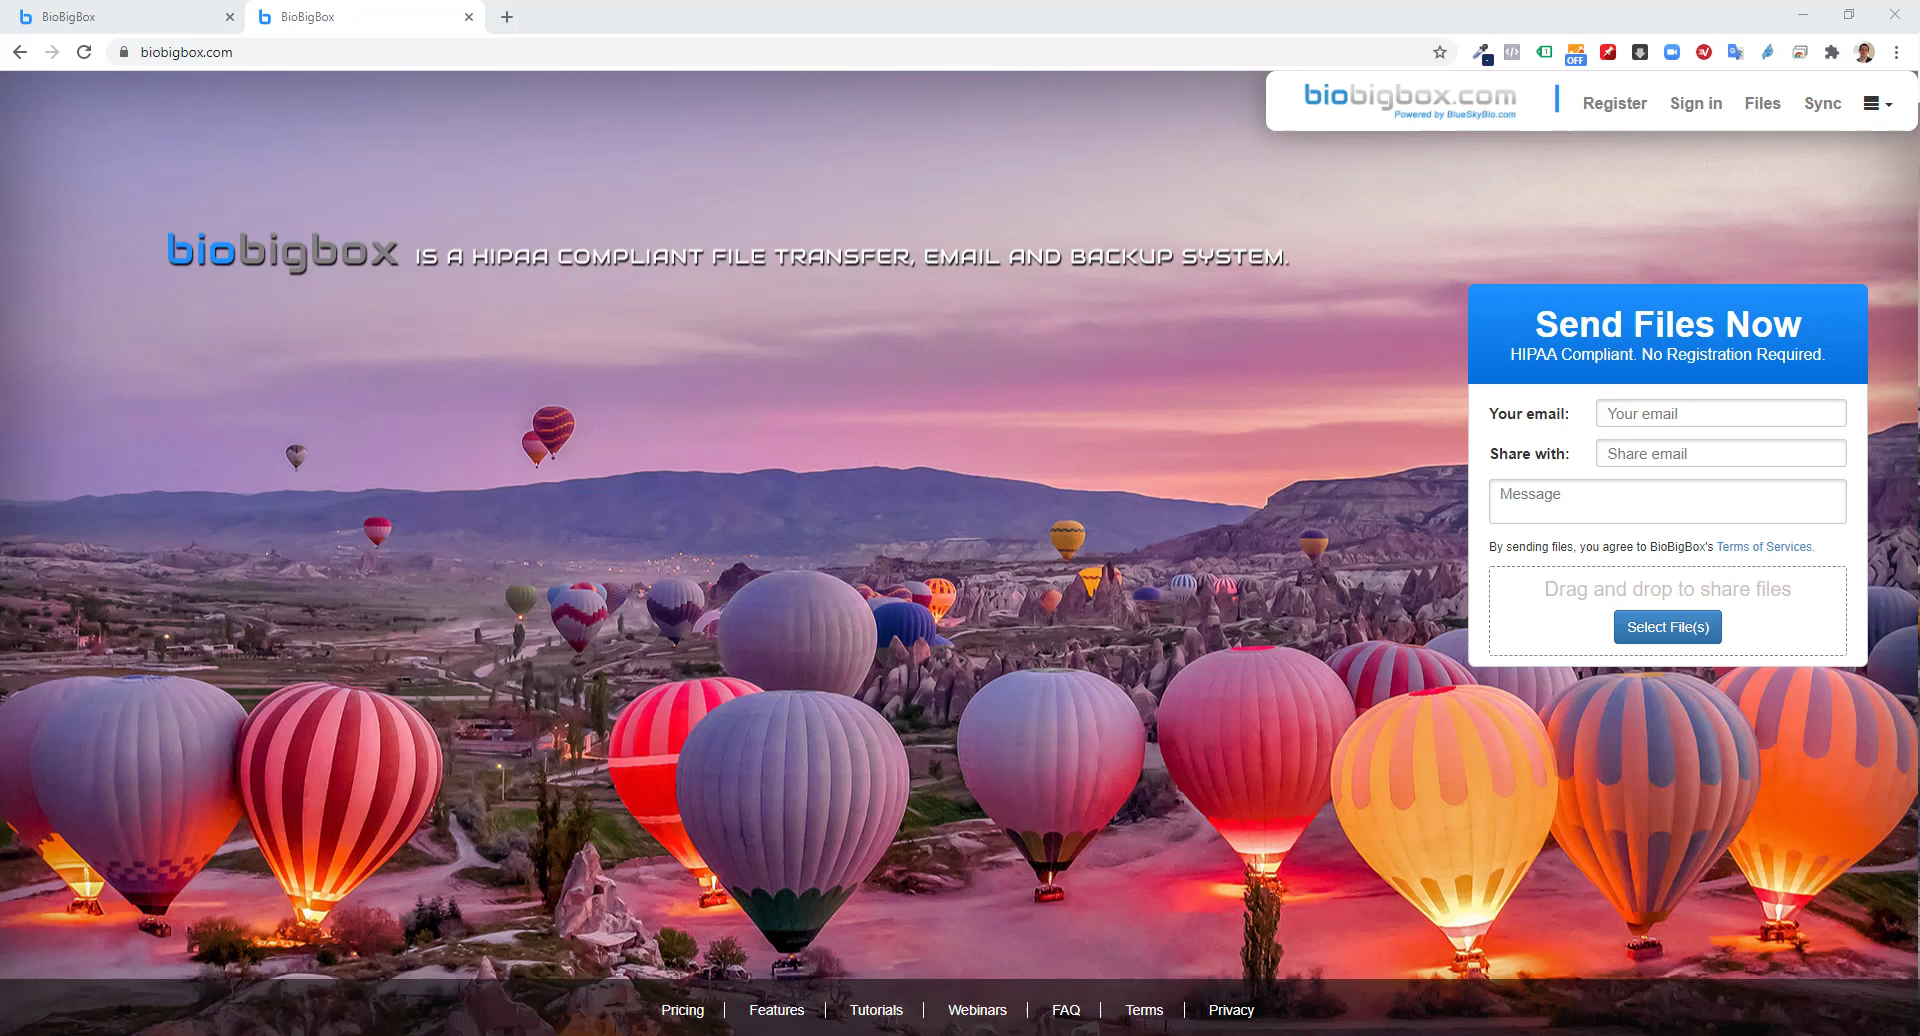 BioBigBox
BioBigBox
biobigbox.com
OFF
biobigbox.com
Powered by BlueSkyBio.com
Register Sign in Files Sync
biobigbox IS A HIPAA COMPLIANT FILE TRANSFER, EMAIL AND BACKUP SYSTEM.
Send Files Now
HIPAA Compliant. No Registration Required.
Your email: Your email
Share with: Share email
Message
By sending files, you agree to BioBigBox's Terms of Services.
Drag and drop to share files
Select File(s)
Pricing Features Tutorials Webinars FAQ Terms Privacy